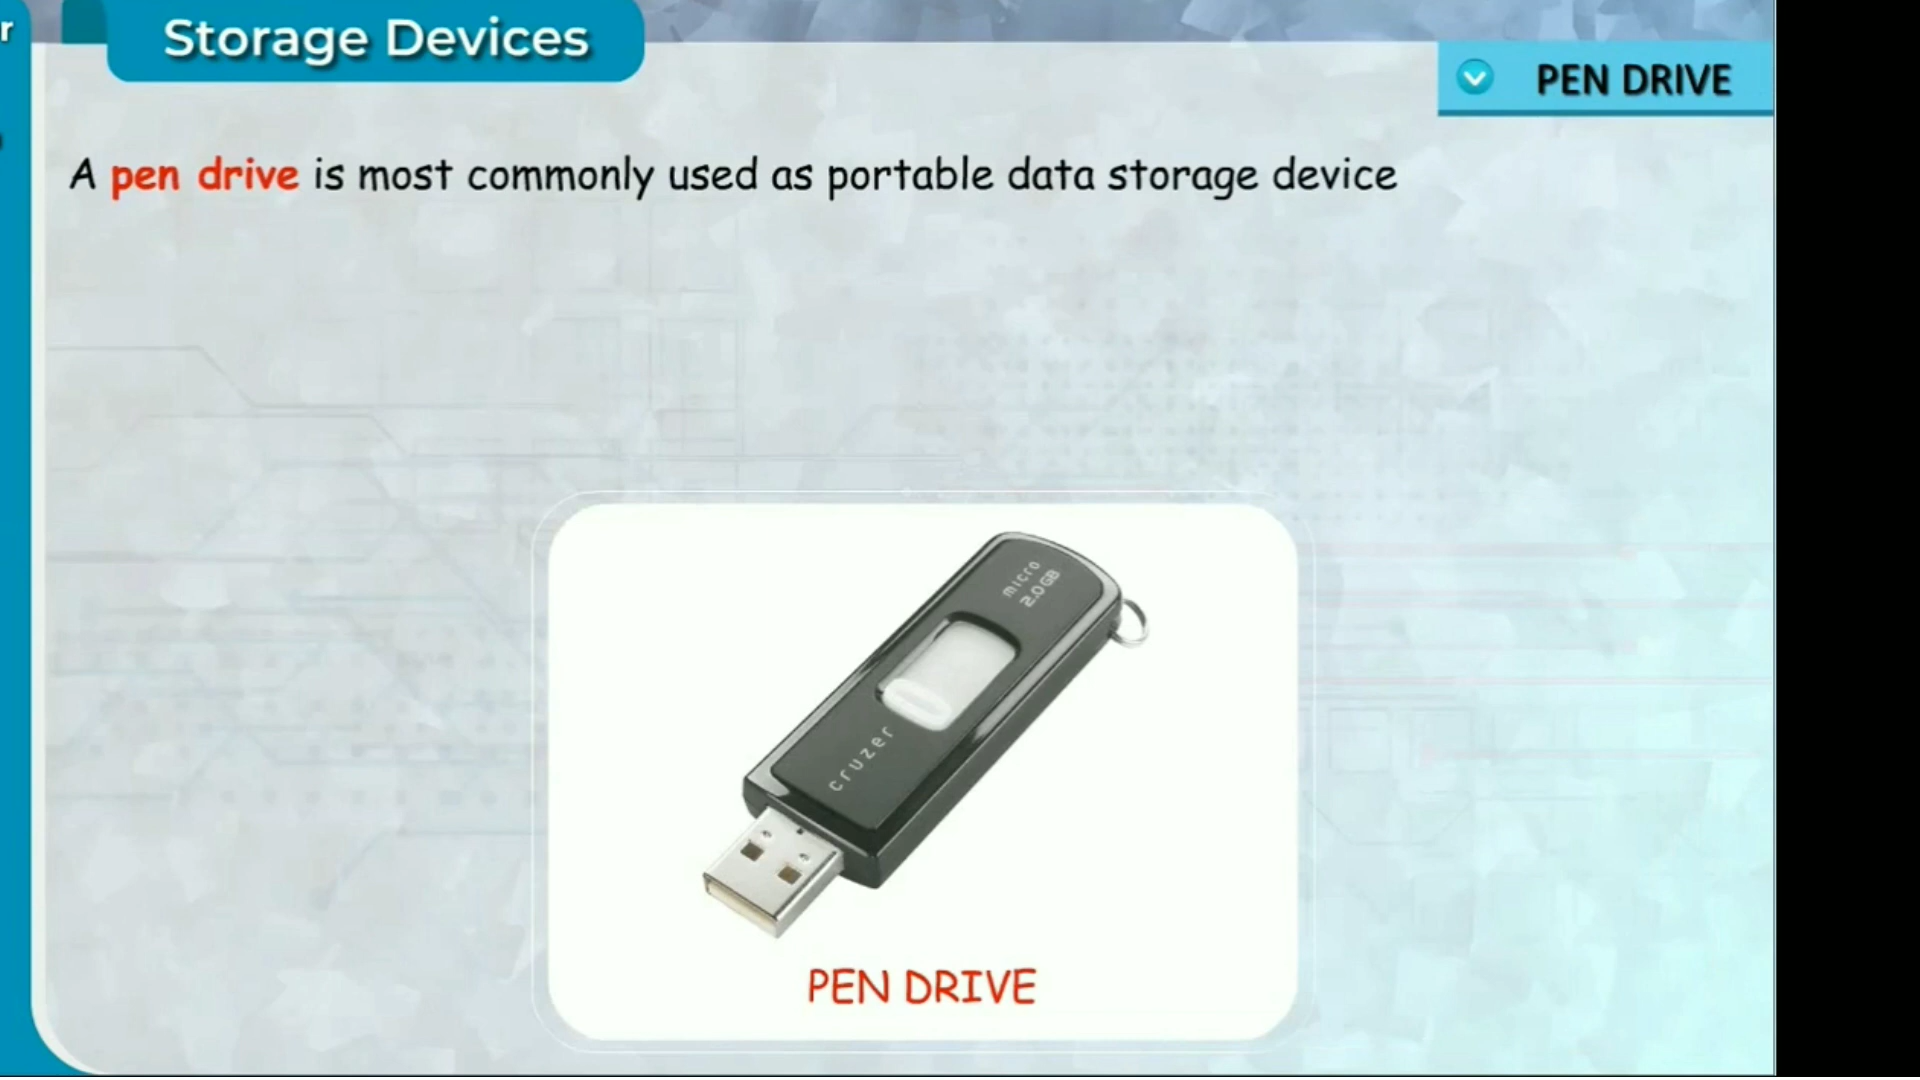 Storage Devices
PEN DRIVE
A pen drive is most commonly used as portable data storage device
micro
2.0GB
cruzer
PEN DRIVE